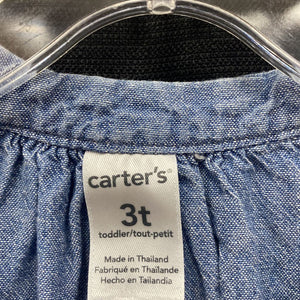 carter's®
3t
toddler/tout-petit
Made in Thailand
Fabriqué en Thaïlande
Hecho en Tailandia